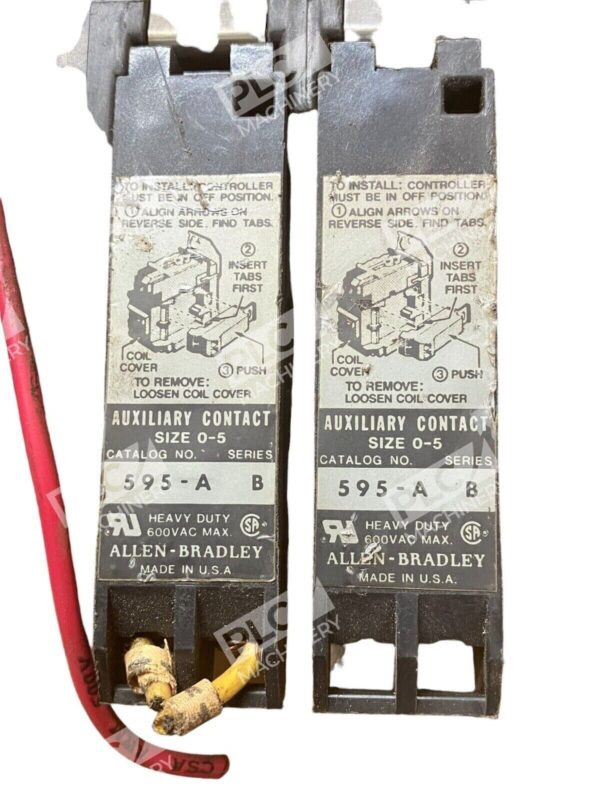 TO INSTALL: CONTROLLER
MUST BE IN OFF POSITION.
① ALIGN ARROWS ON
REVERSE SIDE. FIND TABS.
②
INSERT
TABS
FIRST
COIL
COVER
③ PUSH
TO REMOVE:
LOOSEN COIL COVER
AUXILIARY CONTACT
SIZE 0-5
CATALOG NO. SERIES
595-A B
HEAVY DUTY
600VAC MAX.
ALLEN-BRADLEY
MADE IN U.S.A.
TO INSTALL: CONTROLLER
MUST BE IN OFF POSITION.
① ALIGN ARROWS ON
REVERSE SIDE. FIND TABS.
②
INSERT
TABS
FIRST
COIL
COVER
③ PUSH
TO REMOVE:
LOOSEN COIL COVER
AUXILIARY CONTACT
SIZE 0-5
CATALOG NO. SERIES
595-A B
HEAVY DUTY
600VAC MAX.
ALLEN-BRADLEY
MADE IN U.S.A.
CSA
PLC
MACHINERY